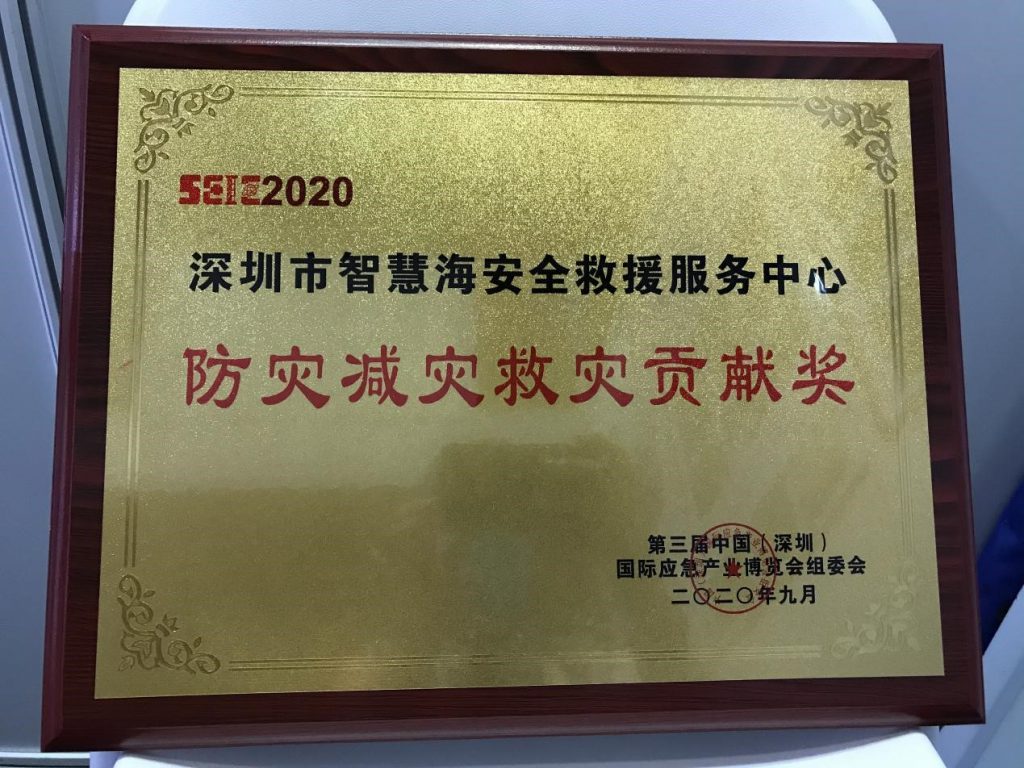 SEIE2020
深圳市智慧海安全救援服务中心
防灾减灾救灾贡献奖
第三届中国（深圳）
国际应急产业博览会组委会
二〇二〇年九月